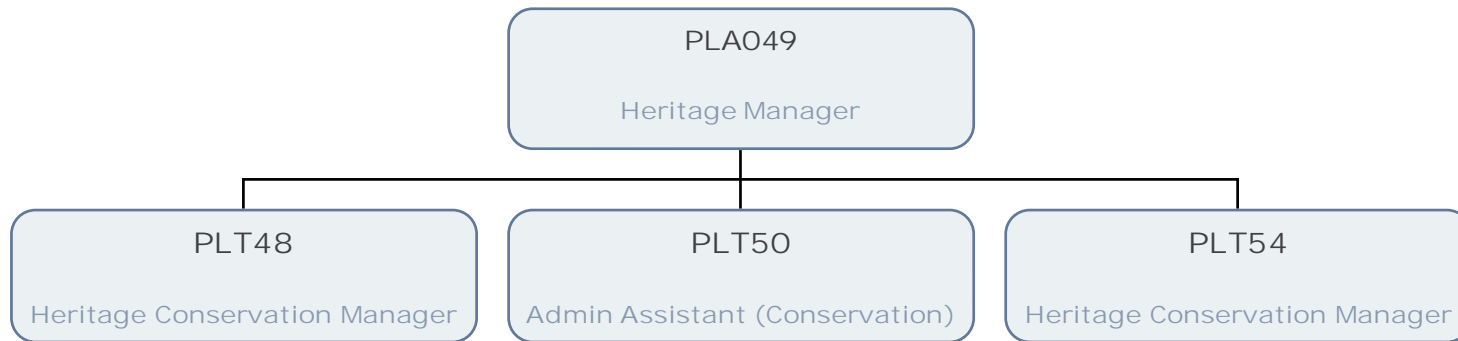 PLA049
Heritage Manager
PLT48
Heritage Conservation Manager
PLT50
Admin Assistant (Conservation)
PLT54
Heritage Conservation Manager